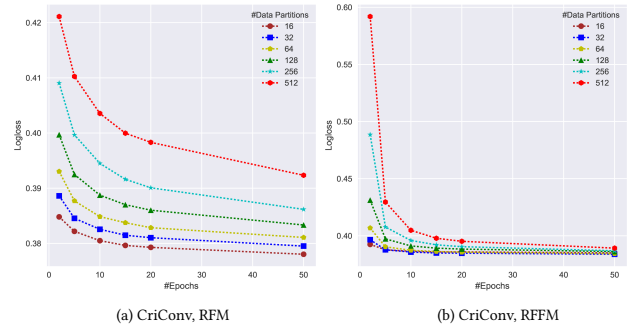 #Data Partitions
16
32
64
128
256
512
0.42
0.41
0.40
0.39
0.38
Logloss
0 10 20 30 40 50
#Epochs
(a) CriConv, RFM
#Data Partitions
16
32
64
128
256
512
0.60
0.55
0.50
0.45
0.40
Logloss
0 10 20 30 40 50
#Epochs
(b) CriConv, RFFM